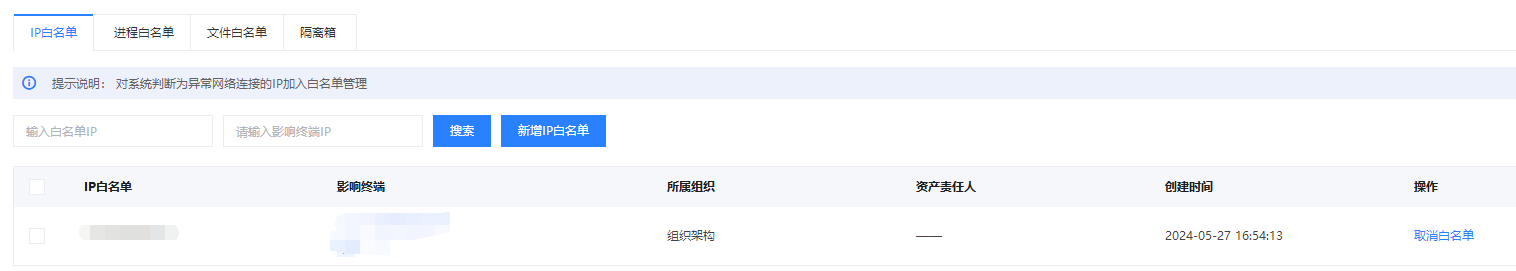 IP白名单 进程白名单 文件白名单 隔离箱
提示说明： 对系统判断为异常网络连接的IP加入白名单管理
输入白名单IP 请输入影响终端IP 搜索 新增IP白名单
IP白名单 影响终端 所属组织 资产责任人 创建时间 操作
组织架构 —— 2024-05-27 16:54:13 取消白名单